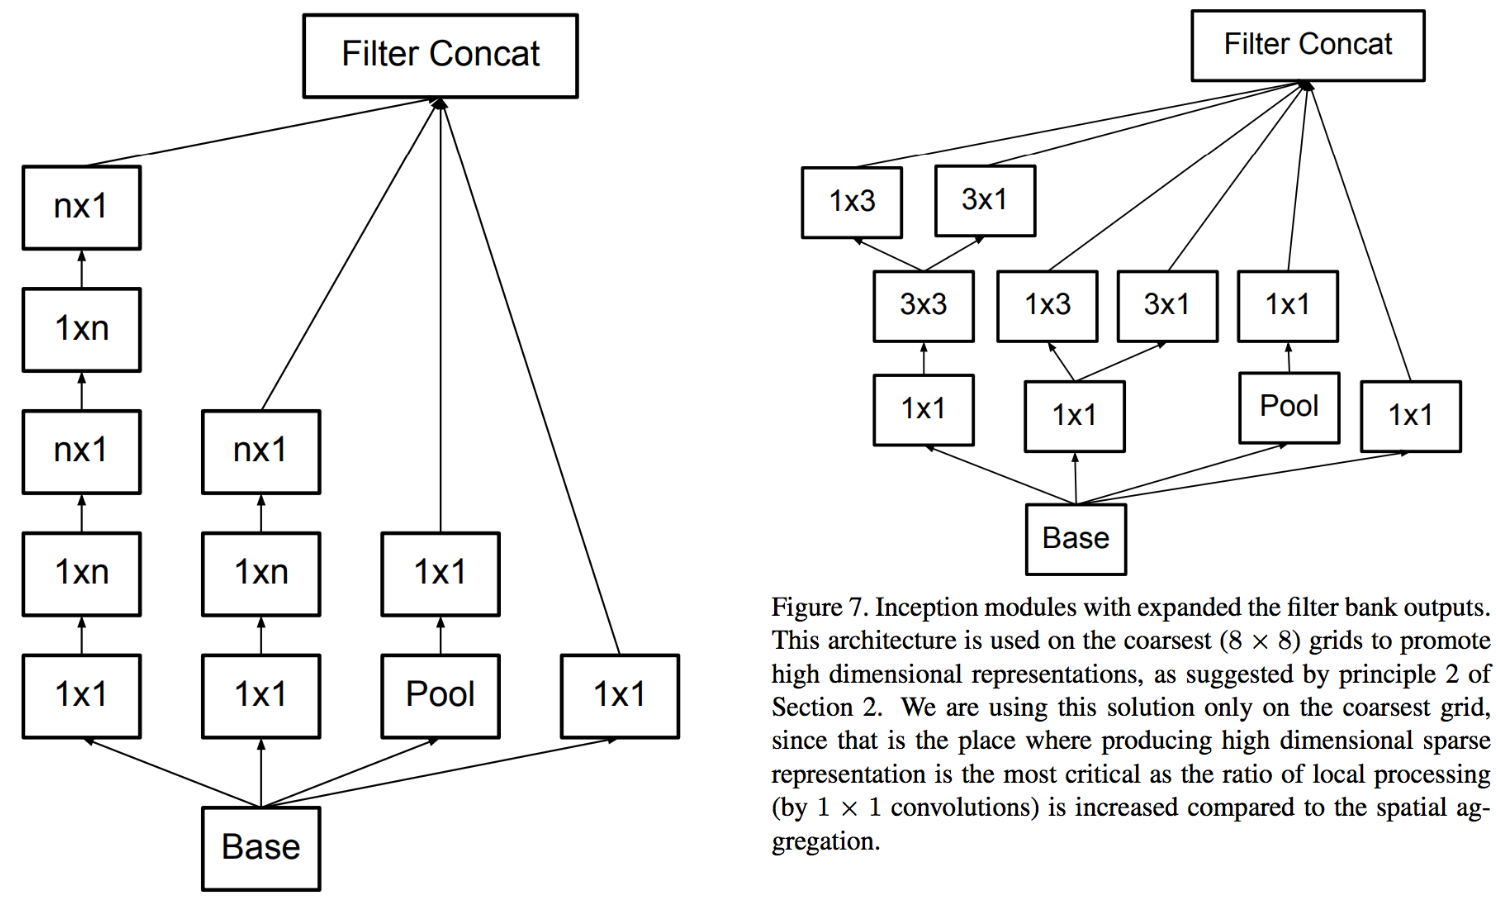 Filter Concat
nx1
1xn
nx1
nx1
1xn
1xn
1x1
1x1
1x1
Pool
1x1
Base
Filter Concat
1x3
3x1
3x3
1x3
3x1
1x1
1x1
1x1
Pool
1x1
Base
Figure 7. Inception modules with expanded the filter bank outputs.
This architecture is used on the coarsest (8 × 8) grids to promote
high dimensional representations, as suggested by principle 2 of
Section 2. We are using this solution only on the coarsest grid,
since that is the place where producing high dimensional sparse
representation is the most critical as the ratio of local processing
(by 1 × 1 convolutions) is increased compared to the spatial ag-
gregation.